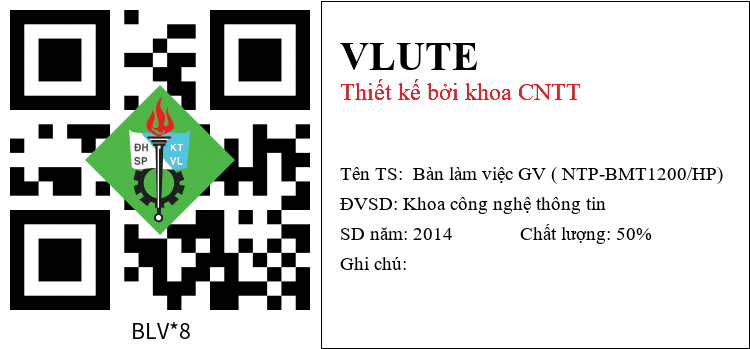 ĐH KT
SP VL
BLV*8
VLUTE
Thiết kế bởi khoa CNTT
Tên TS: Bàn làm việc GV ( NTP-BMT1200/HP)
ĐVSD: Khoa công nghệ thông tin
SD năm: 2014 Chất lượng: 50%
Ghi chú: